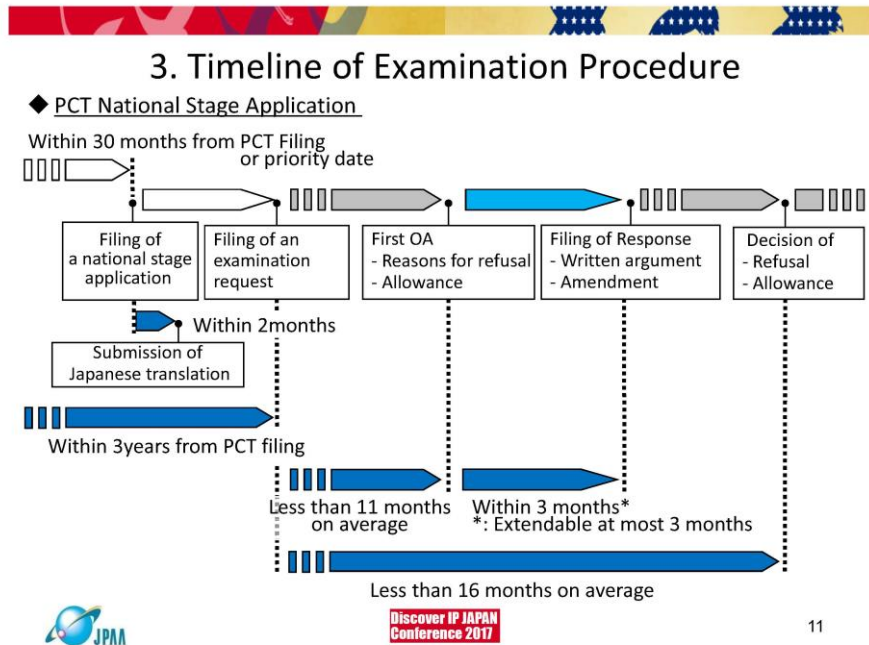 3. Timeline of Examination Procedure
◆ PCT National Stage Application
Within 30 months from PCT Filing
or priority date
Filing of
a national stage
application
Filing of an
examination
request
First OA
- Reasons for refusal
- Allowance
Filing of Response
- Written argument
- Amendment
Decision of
- Refusal
- Allowance
Within 2months
Submission of
Japanese translation
Within 3years from PCT filing
Less than 11 months
on average
Within 3 months*
*: Extendable at most 3 months
Less than 16 months on average
JPAA
Discover IP JAPAN
Conference 2017
11